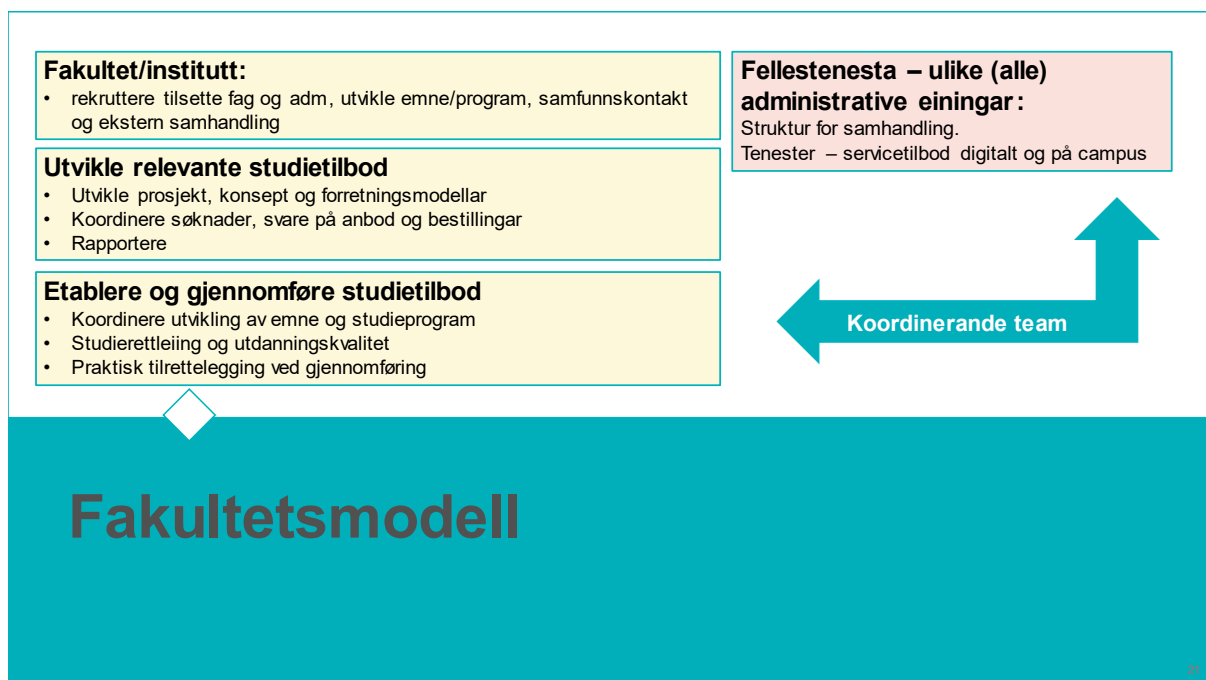 Fakultet/institutt:
• rekruttere tilsette fag og adm, utvikle emne/program, samfunnskontakt
og ekstern samhandling
Utvikle relevante studietilbod
• Utvikle prosjekt, konsept og forretningsmodellar
• Koordinere søknader, svare på anbod og bestillingar
• Rapportere
Etablere og gjennomføre studietilbod
• Koordinere utvikling av emne og studieprogram
• Studierettleiing og utdanningskvalitet
• Praktisk tilrettelegging ved gjennomføring
Fellestenesta – ulike (alle)
administrative einingar:
Struktur for samhandling.
Tenester – servicetilbod digitalt og på campus
Koordinerande team
Fakultetsmodell